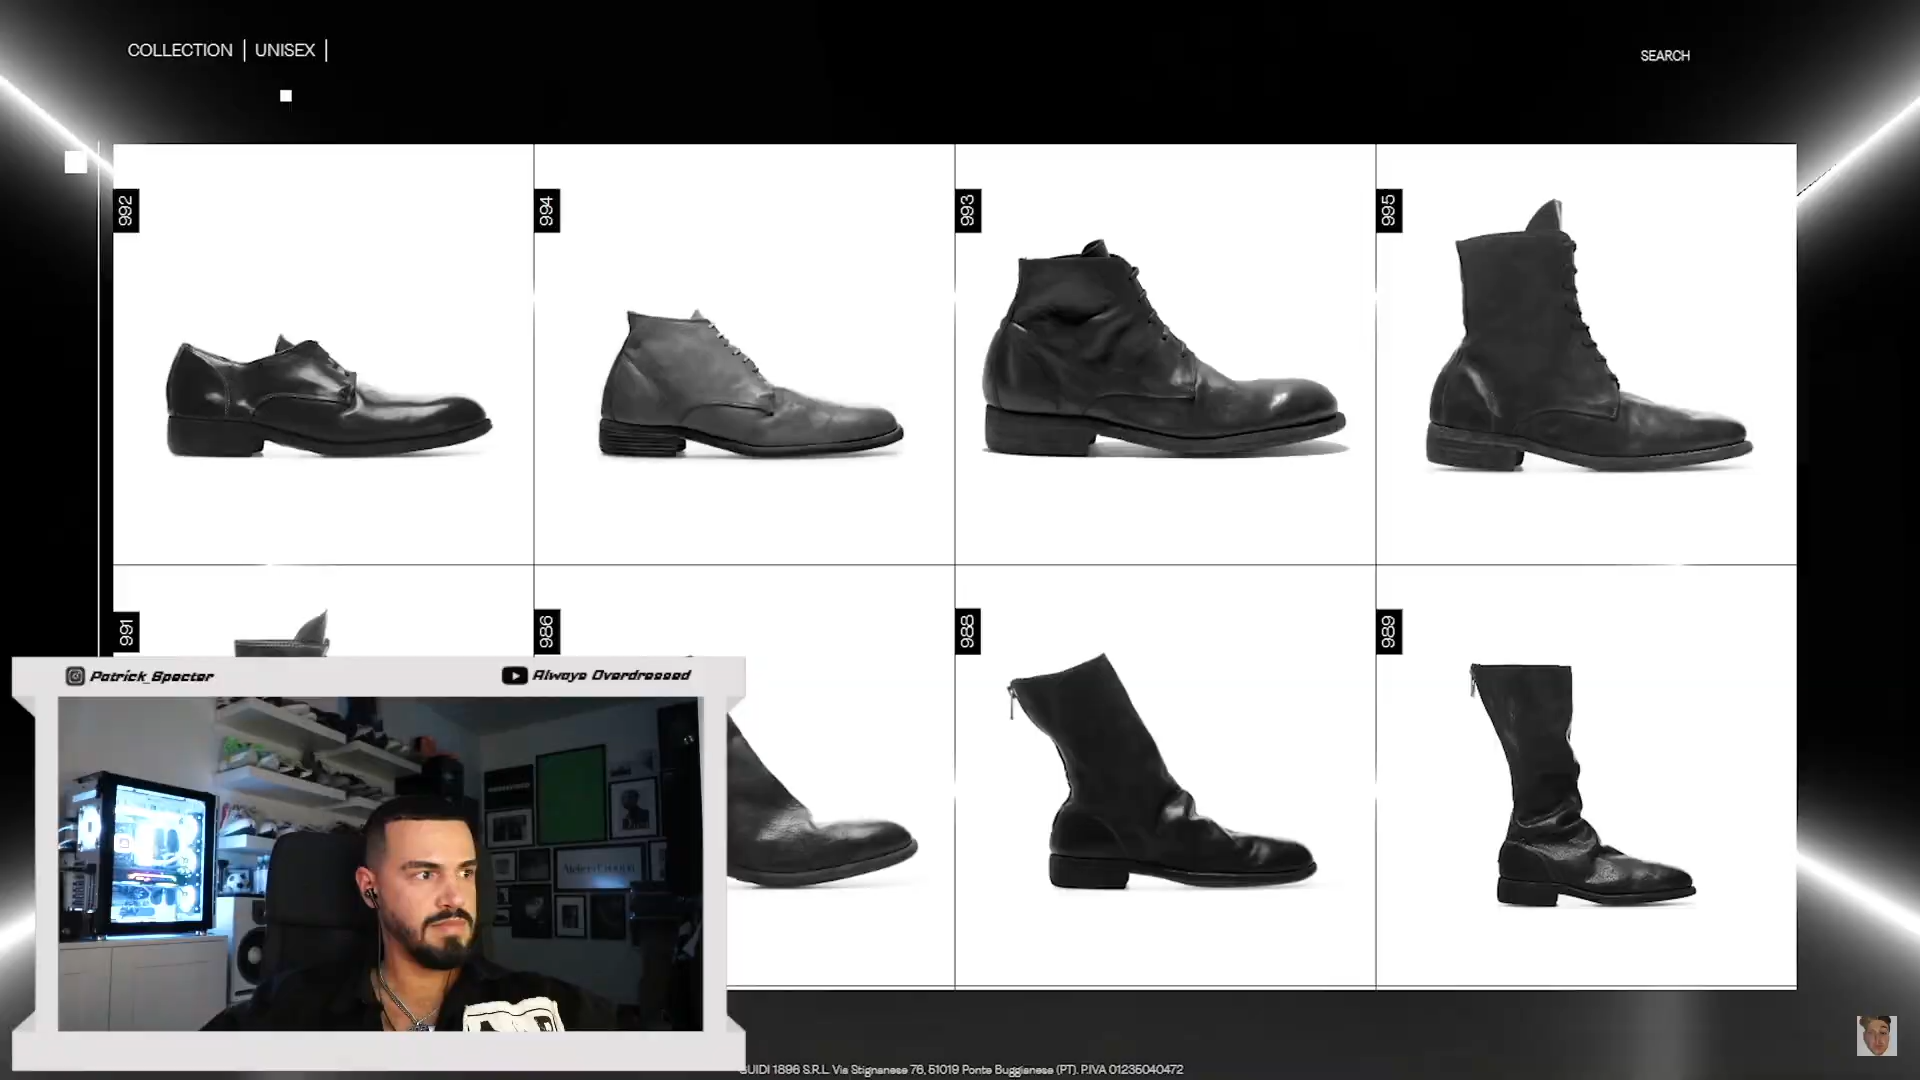 COLLECTION | UNISEX |
SEARCH
992
994
993
995
991
986
988
989
Patrick_Specter
Always Overdressed
GUIDI 1896 S.R.L. Via Stignanese 76, 51019 Ponte Buggianese (PT). P.IVA 01235040472